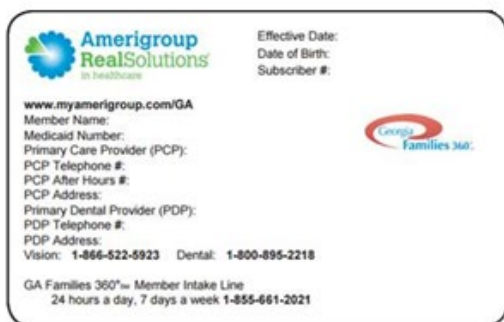 Amerigroup
RealSolutions
in healthcare
Effective Date:
Date of Birth:
Subscriber #:
www.myamerigroup.com/GA
Member Name:
Medicaid Number:
Primary Care Provider (PCP):
PCP Telephone #:
PCP After Hours #:
PCP Address:
Primary Dental Provider (PDP):
PDP Telephone #:
PDP Address:
Vision: 1-866-522-5923 Dental: 1-800-895-2218
Georgia
Families 360°
GA Families 360°℠ Member Intake Line
24 hours a day, 7 days a week 1-855-661-2021